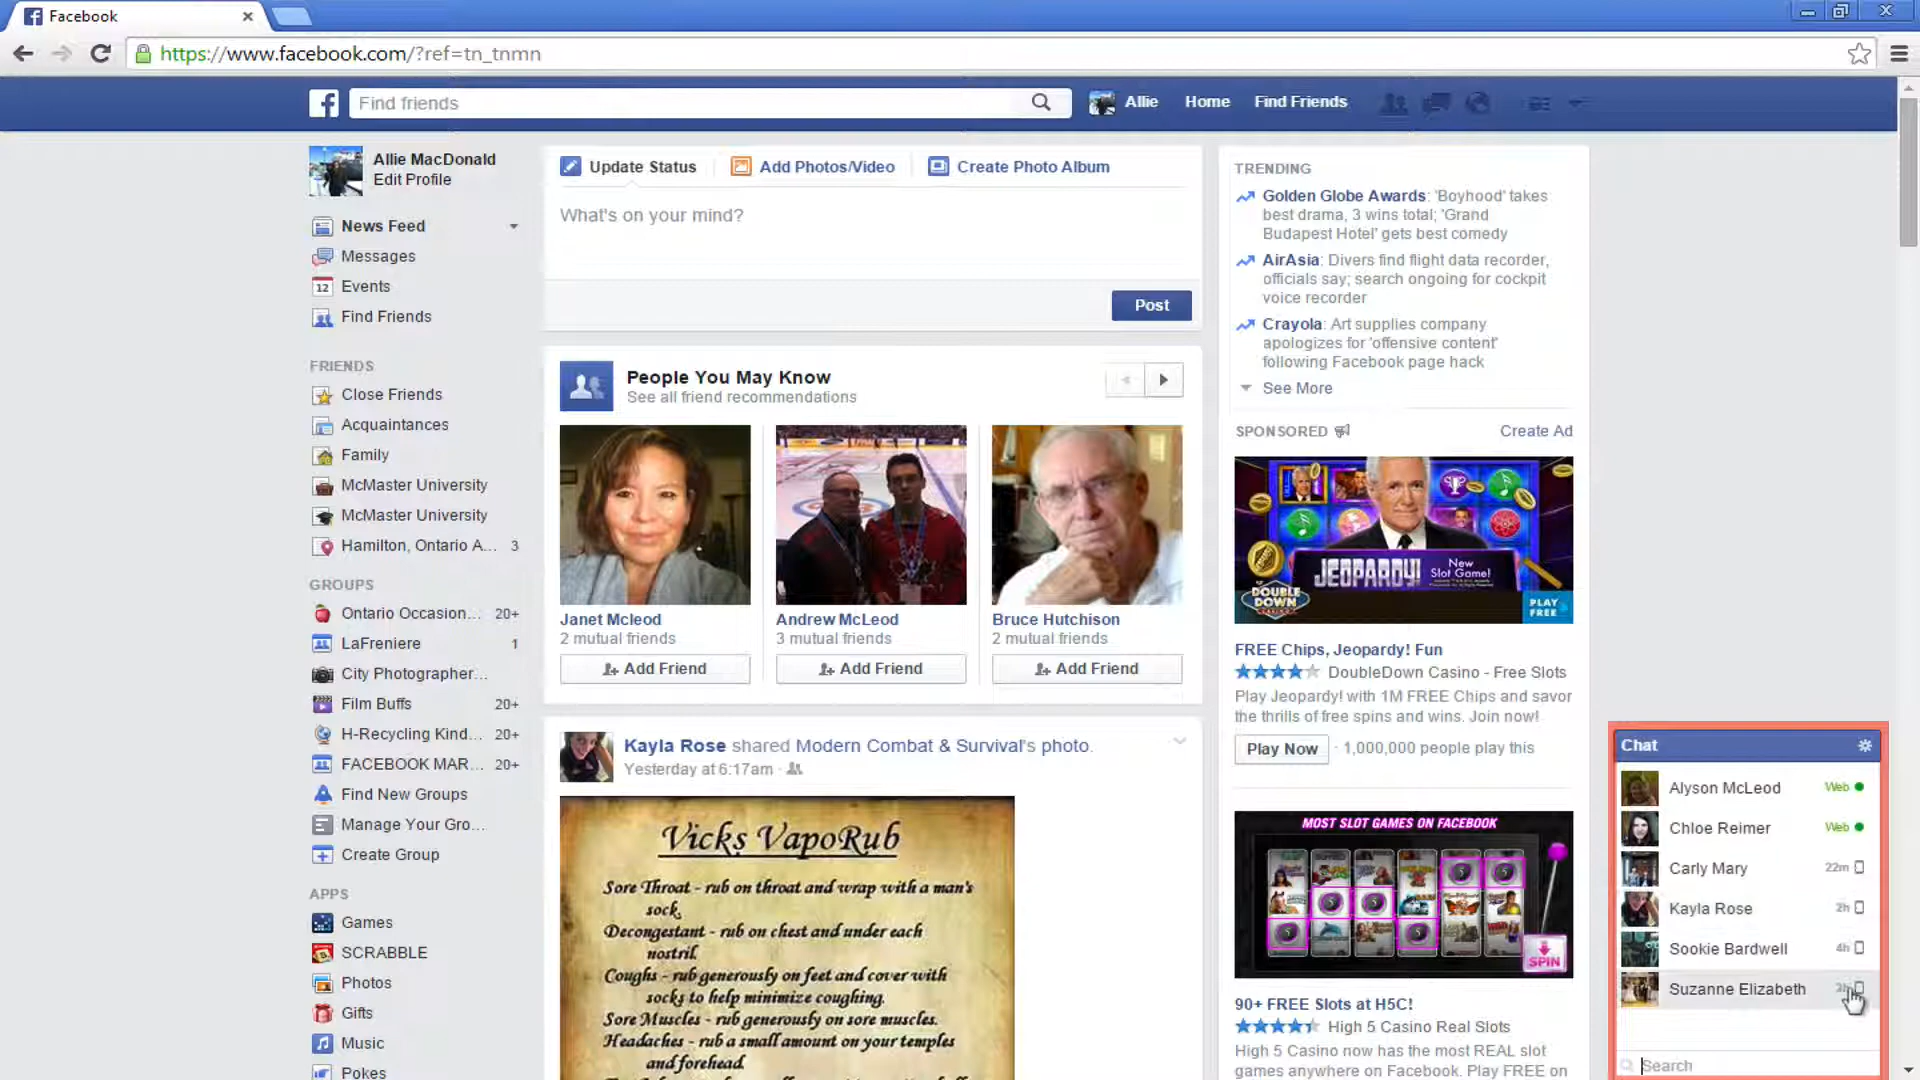 Facebook
https://www.facebook.com/?ref=tn_tnmn
Find friends
Allie
Home
Find Friends
Allie MacDonald
Edit Profile
News Feed
Messages
12 Events
Find Friends
FRIENDS
Close Friends
Acquaintances
Family
McMaster University
McMaster University
Hamilton, Ontario A... 3
GROUPS
Ontario Occasion... 20+
LaFreniere 1
City Photographer...
Film Buffs 20+
H-Recycling Kind... 20+
FACEBOOK MAR... 20+
Find New Groups
Manage Your Gro...
Create Group
APPS
Games
SCRABBLE
Photos
Gifts
Music
Pokes
Update Status
Add Photos/Video
Create Photo Album
What's on your mind?
Post
People You May Know
See all friend recommendations
Janet Mcleod
2 mutual friends
Add Friend
Andrew McLeod
3 mutual friends
Add Friend
Bruce Hutchison
2 mutual friends
Add Friend
Kayla Rose shared Modern Combat & Survival's photo.
Yesterday at 6:17am ·
Vicks VapoRub
Sore Throat - rub on throat and wrap with a man's
sock.
Decongestant - rub on chest and under each
nostril.
Coughs - rub generously on feet and cover with
socks to help minimize coughing.
Sore Muscles - rub generously on sore muscles.
Headaches - rub a small amount on your temples
and forehead.
TRENDING
Golden Globe Awards: 'Boyhood' takes
best drama, 3 wins total; 'Grand
Budapest Hotel' gets best comedy
AirAsia: Divers find flight data recorder,
officials say; search ongoing for cockpit
voice recorder
Crayola: Art supplies company
apologizes for 'offensive content'
following Facebook page hack
See More
SPONSORED
Create Ad
JEOPARDY!
New
Slot Game!
DOUBLE
DOWN
PLAY
FREE
FREE Chips, Jeopardy! Fun
DoubleDown Casino - Free Slots
Play Jeopardy! with 1M FREE Chips and savor
the thrills of free spins and wins. Join now!
Play Now · 1,000,000 people play this
MOST SLOT GAMES ON FACEBOOK
5 5
5 5
5 5
SPIN
90+ FREE Slots at H5C!
High 5 Casino Real Slots
High 5 Casino now has the most REAL slot
games anywhere on Facebook. Play FREE on
Chat
Alyson McLeod Web
Chloe Reimer Web
Carly Mary 22m
Kayla Rose 2h
Sookie Bardwell 4h
Suzanne Elizabeth
Search